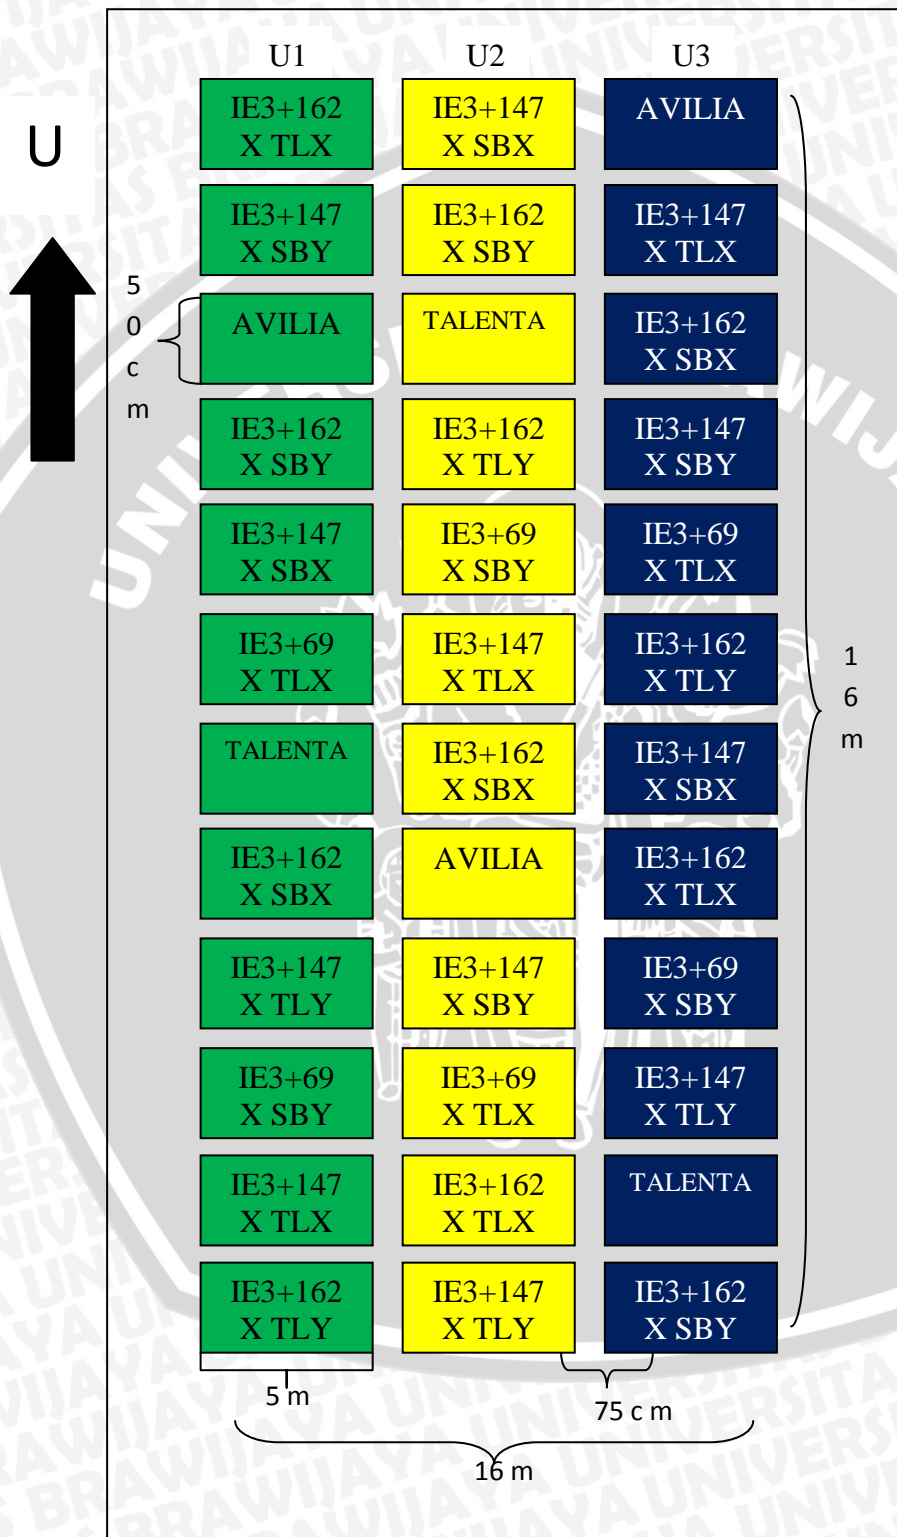 U1 U2 U3
U
IE3+162
X TLX
IE3+147
X SBX
AVILIA
IE3+147
X SBY
IE3+162
X SBY
IE3+147
X TLX
5
0
c
m
AVILIA
TALENTA
IE3+162
X SBX
IE3+162
X SBY
IE3+162
X TLY
IE3+147
X SBY
IE3+147
X SBX
IE3+69
X SBY
IE3+69
X TLX
IE3+69
X TLX
IE3+147
X TLX
IE3+162
X TLY
1
6
m
TALENTA
IE3+162
X SBX
IE3+147
X SBX
IE3+162
X SBX
AVILIA
IE3+162
X TLX
IE3+147
X TLY
IE3+147
X SBY
IE3+69
X SBY
IE3+69
X SBY
IE3+69
X TLX
IE3+147
X TLY
IE3+147
X TLX
IE3+162
X TLX
TALENTA
IE3+162
X TLY
IE3+147
X TLY
IE3+162
X SBY
5 m
75 c m
16 m